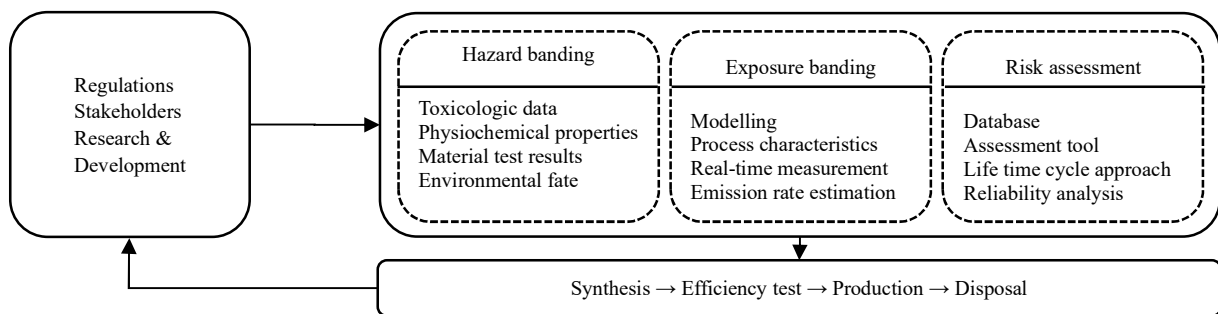 Regulations
Stakeholders
Research &
Development
Hazard banding
Toxicologic data
Physiochemical properties
Material test results
Environmental fate
Exposure banding
Modelling
Process characteristics
Real-time measurement
Emission rate estimation
Risk assessment
Database
Assessment tool
Life time cycle approach
Reliability analysis
Synthesis → Efficiency test → Production → Disposal